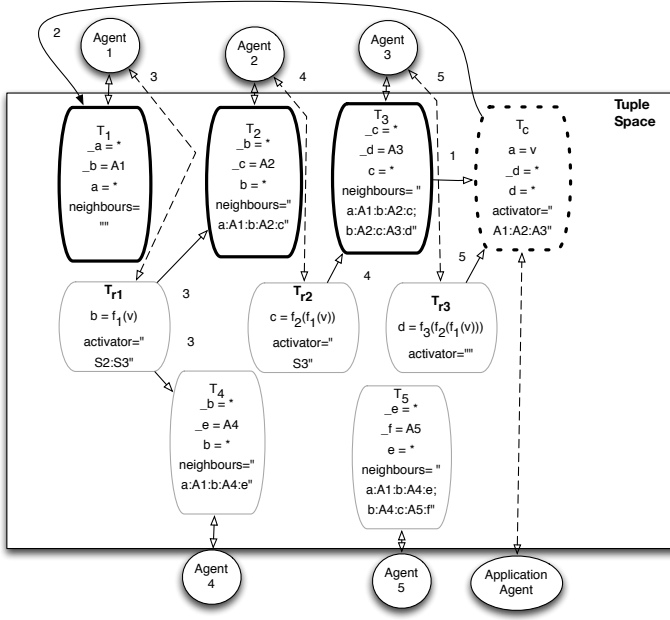 2
Agent
1
3
Agent
2
4
Agent
3
5
Tuple
Space
T1
_a = *
_b = A1
a = *
neighbours=
""
T2
_b = *
_c = A2
b = *
neighbours="
a:A1:b:A2:c"
T3
_c = *
_d = A3
c = *
neighbours= "
a:A1:b:A2:c;
b:A2:c:A3:d"
1
Tc
a = v
_d = *
d = *
activator="
A1:A2:A3"
Tr1
b = f1(v)
activator="
S2:S3"
3
3
Tr2
c = f2(f1(v))
activator="
S3"
4
Tr3
d = f3(f2(f1(v)))
activator=""
5
T4
_b = *
_e = A4
b = *
neighbours="
a:A1:b:A4:e"
T5
_e = *
_f = A5
e = *
neighbours= "
a:A1:b:A4:e;
b:A4:c:A5:f"
Agent
4
Agent
5
Application
Agent